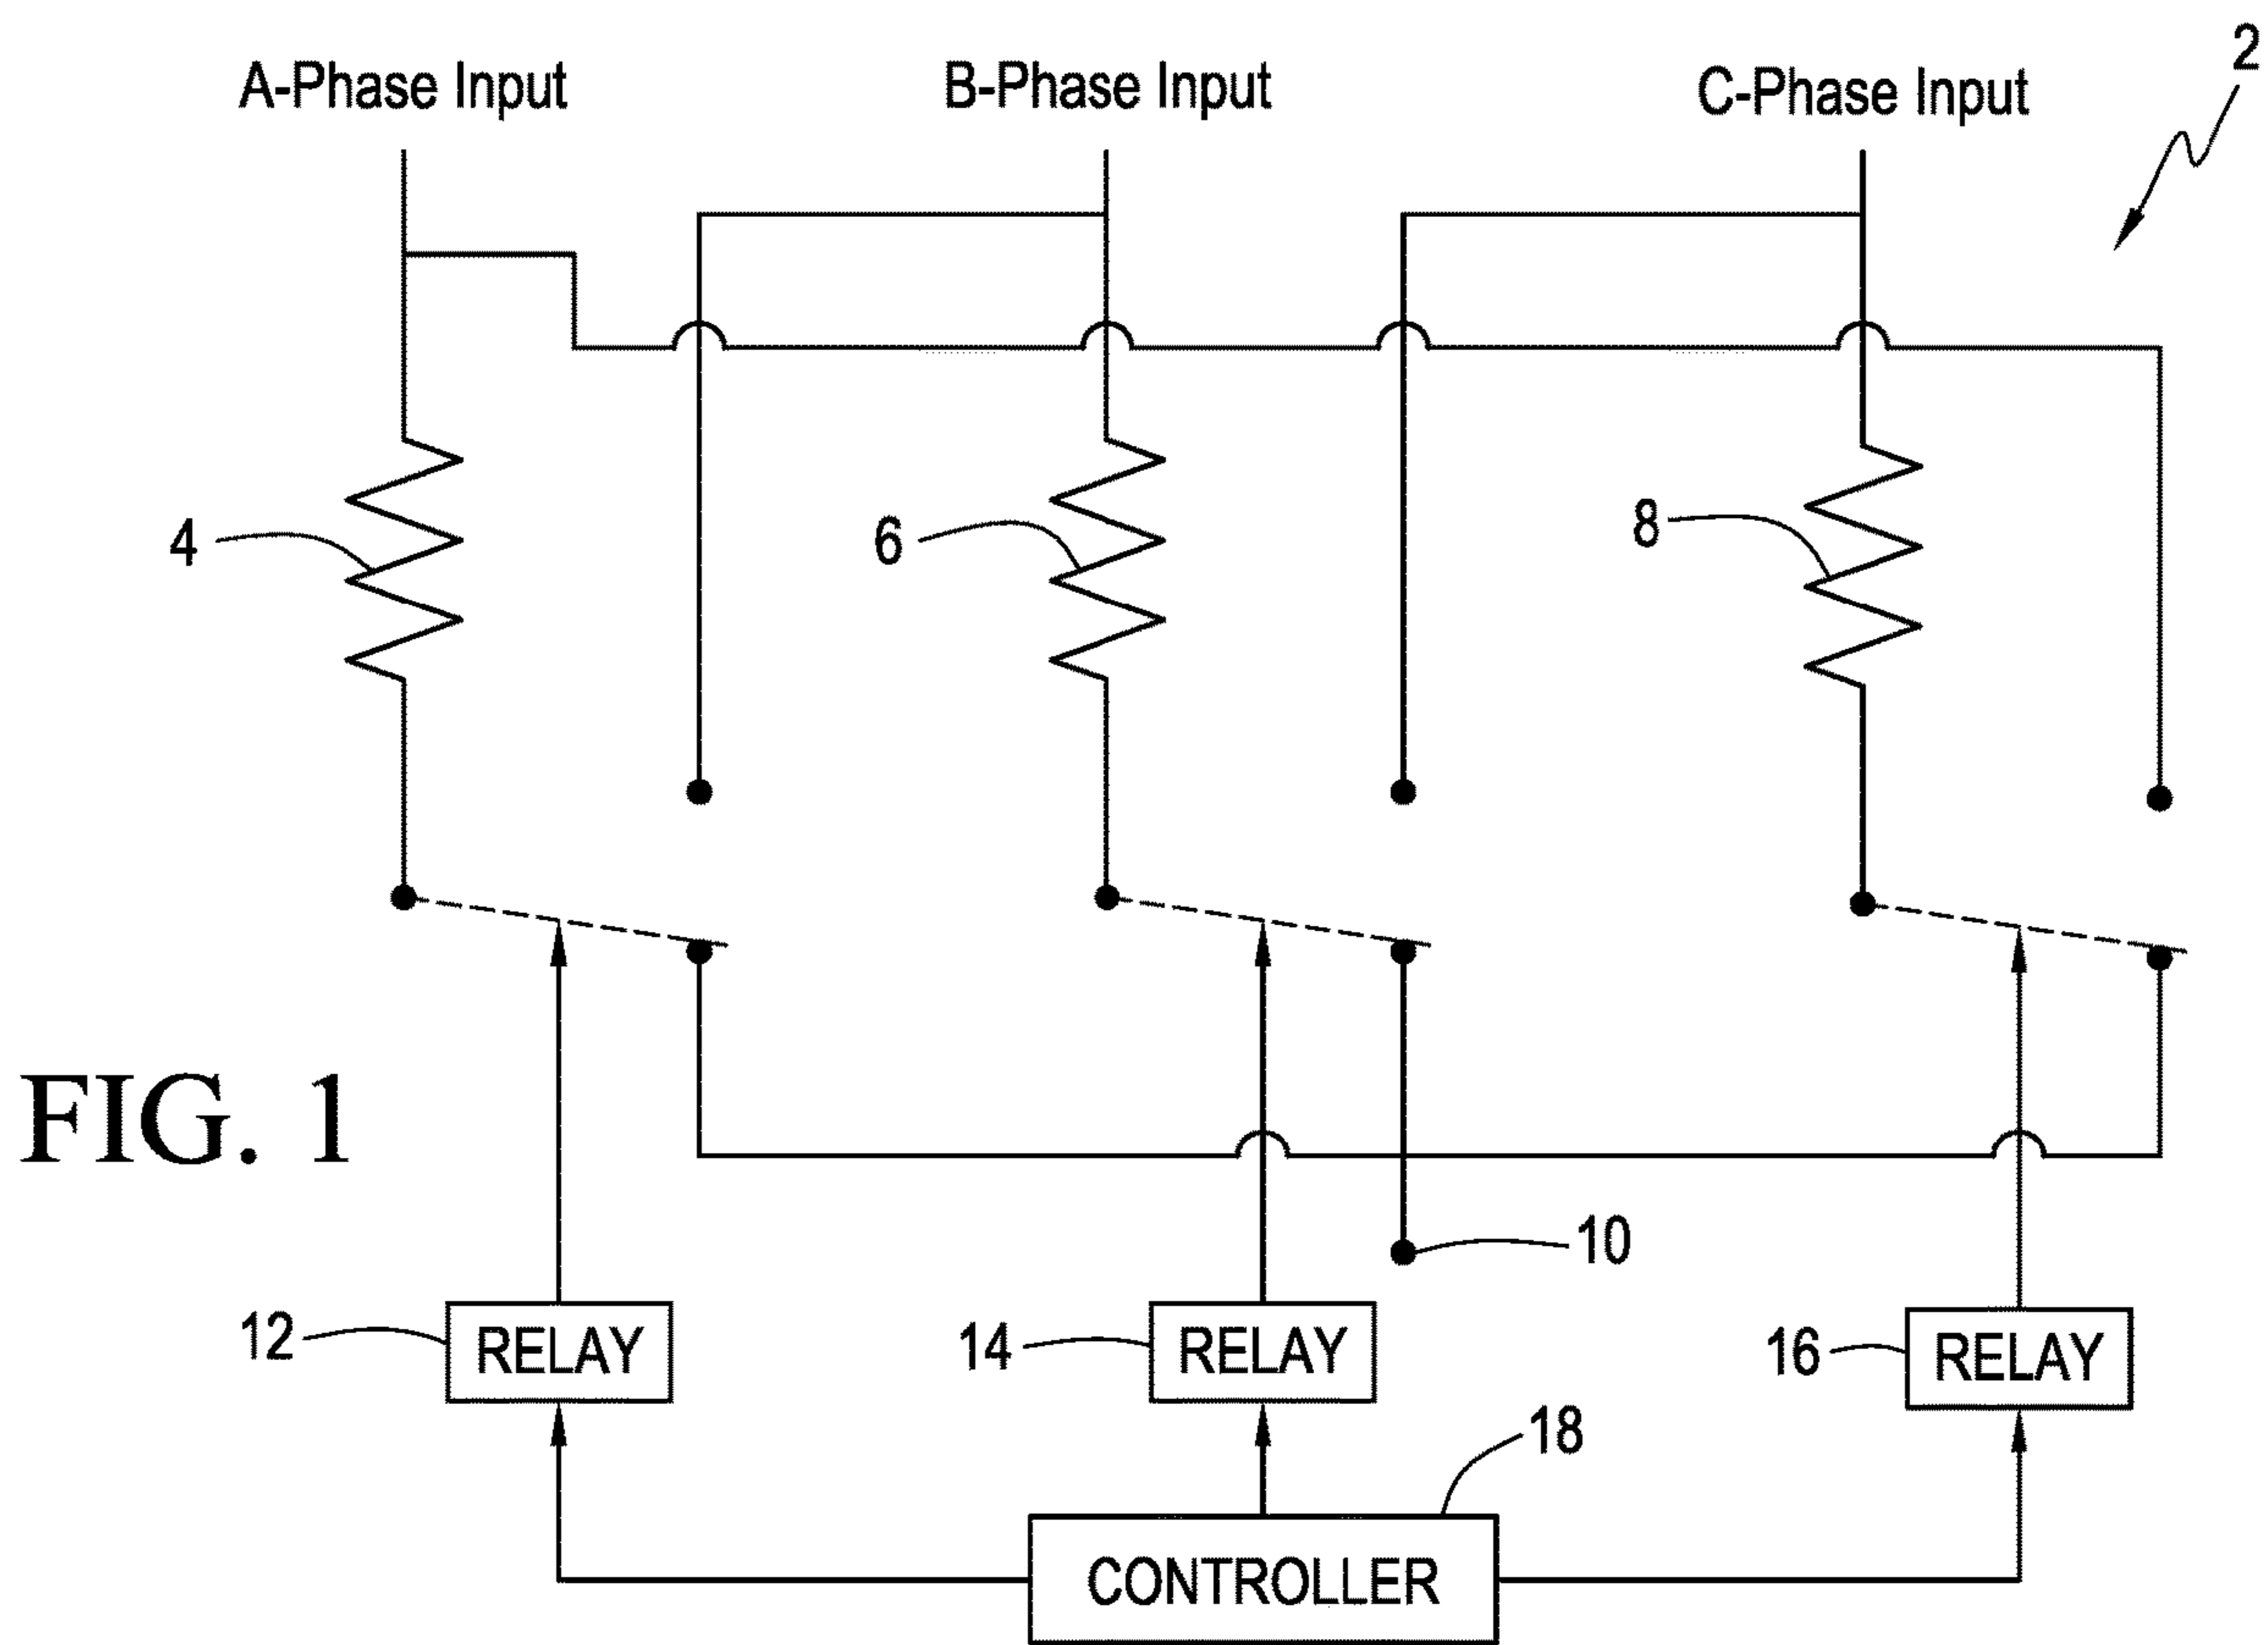 2
A-Phase Input
B-Phase Input
C-Phase Input
4
6
8
FIG. 1
10
12
RELAY
14
RELAY
16
RELAY
18
CONTROLLER